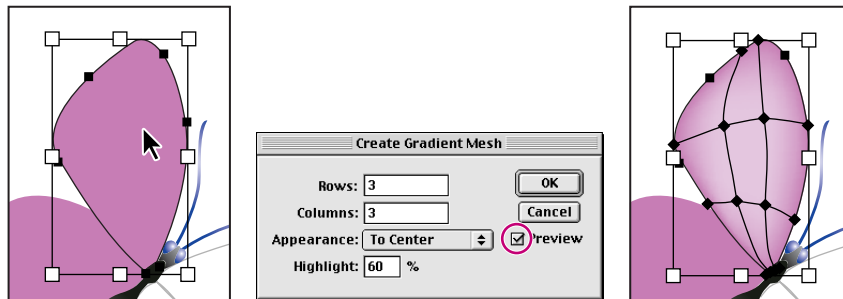 Create Gradient Mesh
Rows: 3
OK
Columns: 3
Cancel
Appearance: To Center
Preview
Highlight: 60 %